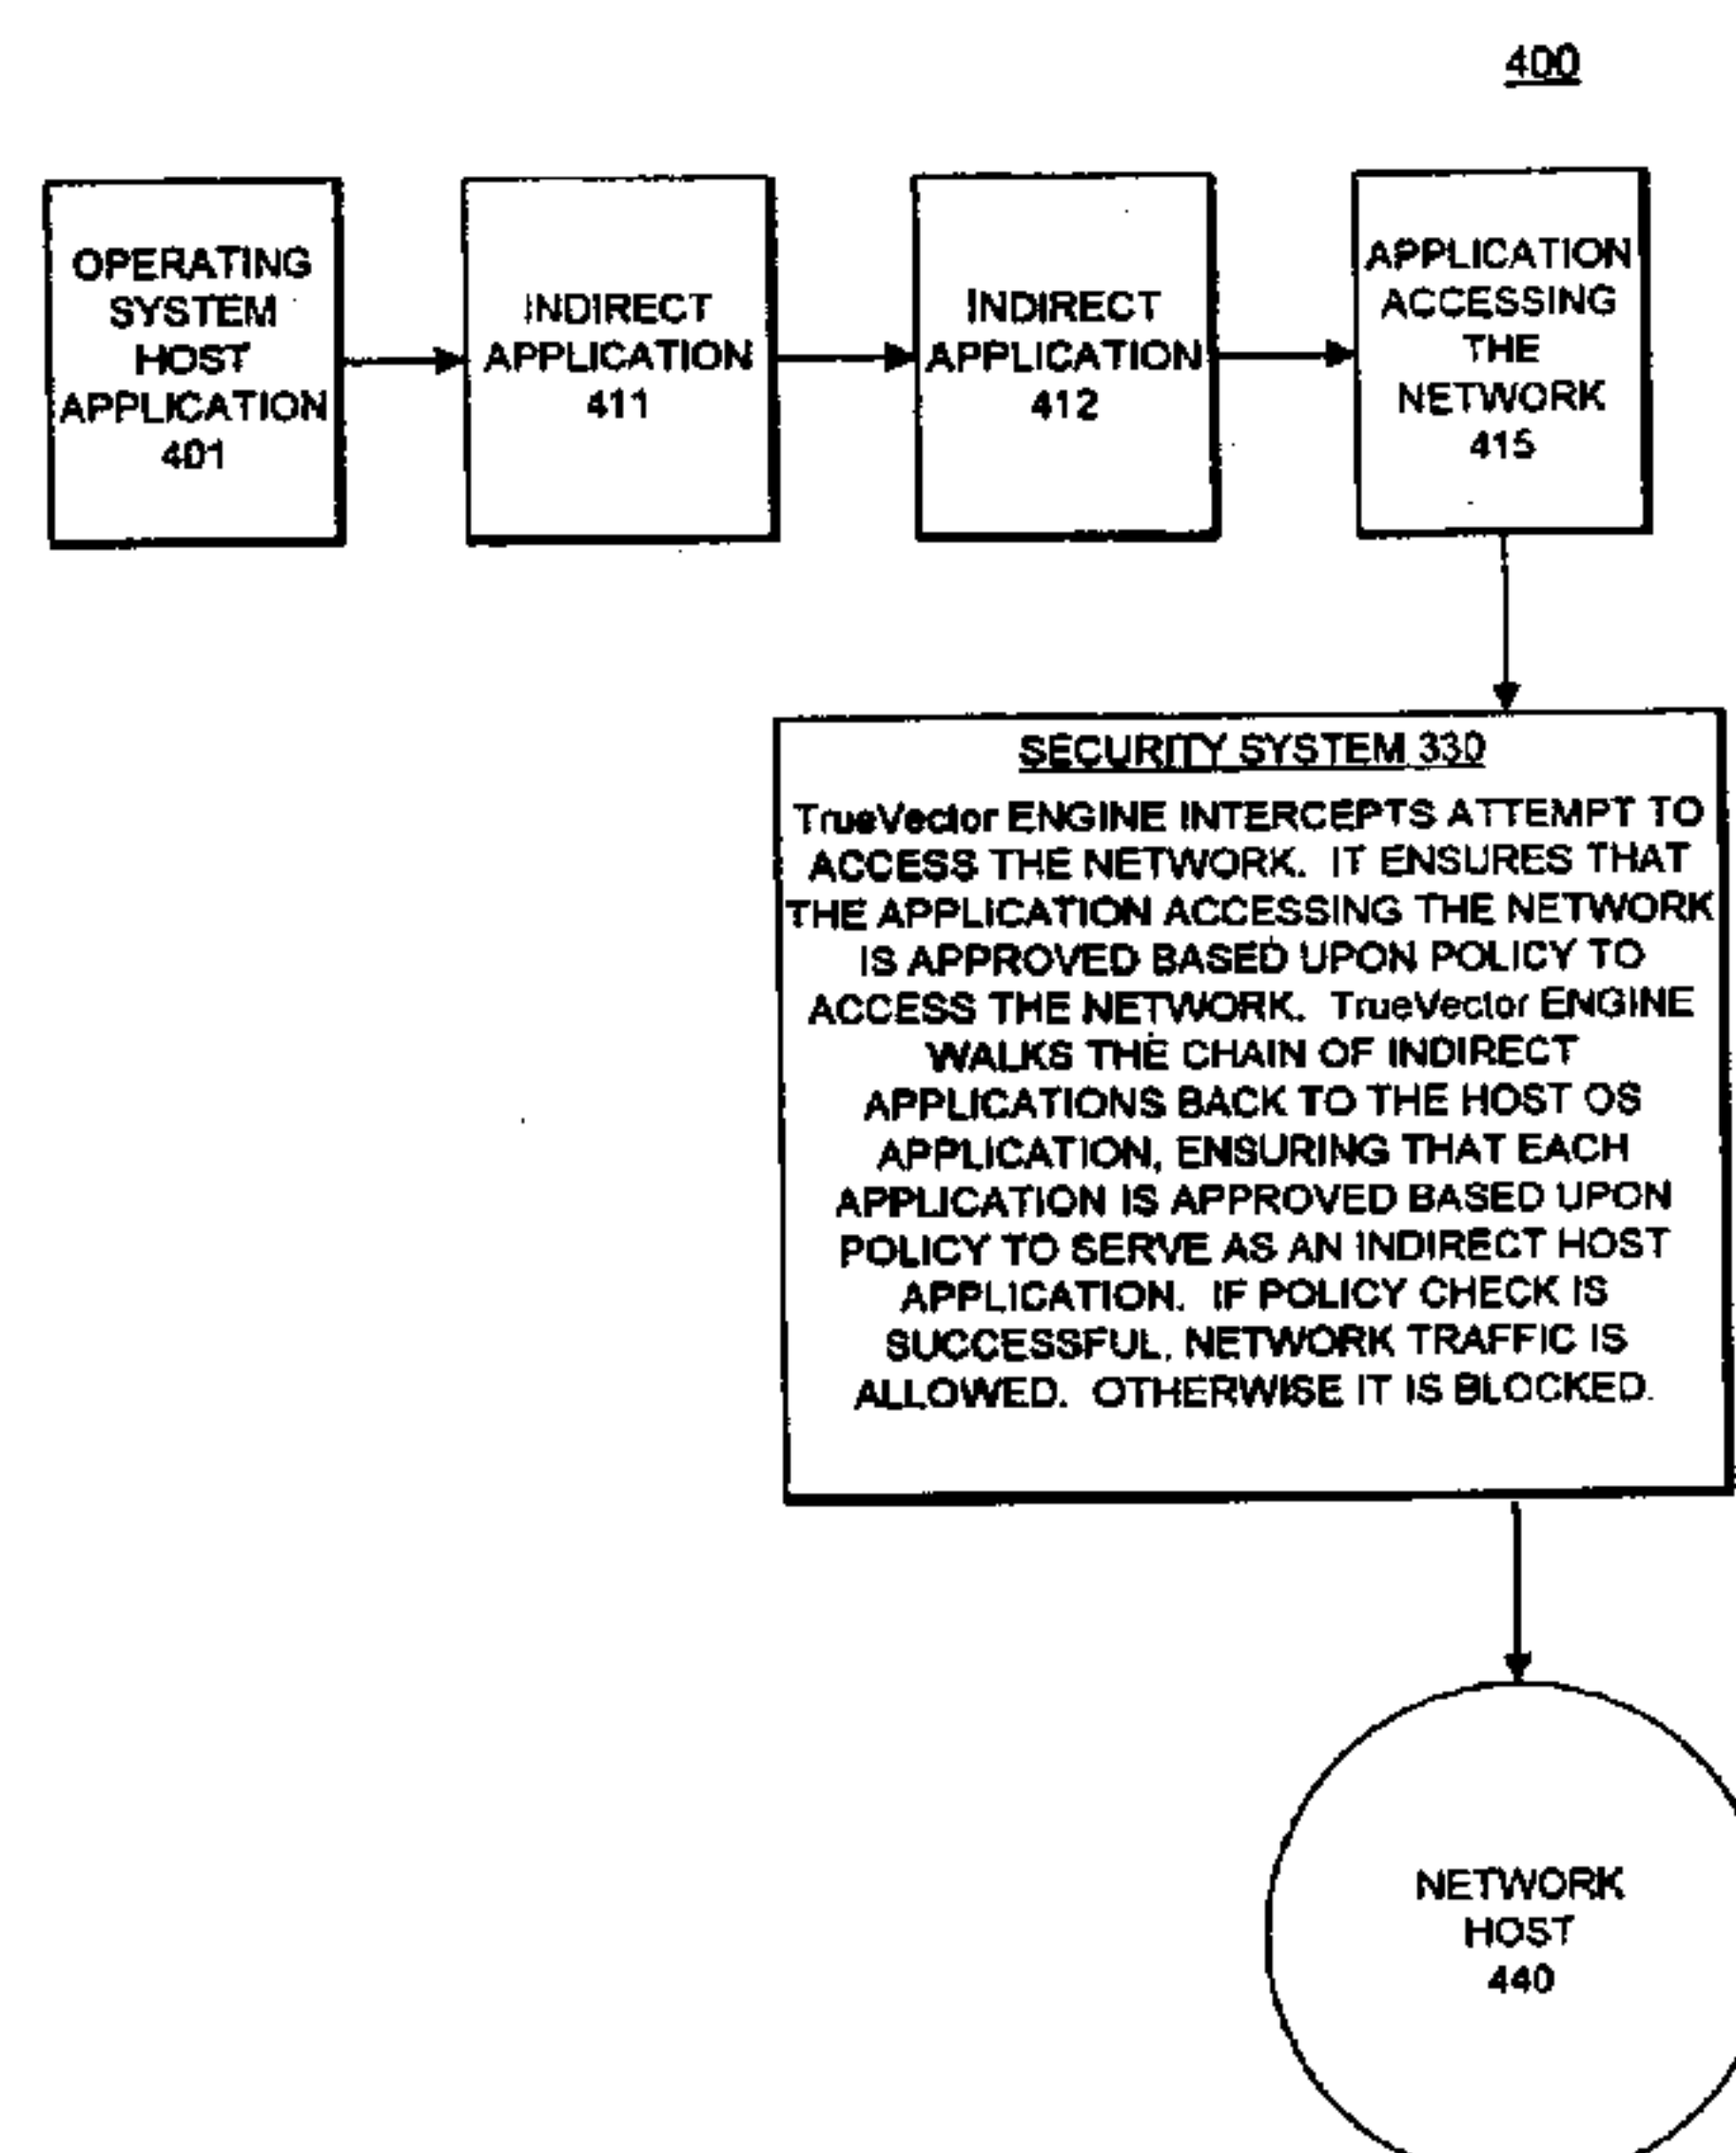 400
OPERATING
SYSTEM
HOST
APPLICATION
401
INDIRECT
APPLICATION
411
INDIRECT
APPLICATION
412
APPLICATION
ACCESSING
THE
NETWORK
415
SECURITY SYSTEM 330
TrueVector ENGINE INTERCEPTS ATTEMPT TO
ACCESS THE NETWORK. IT ENSURES THAT
THE APPLICATION ACCESSING THE NETWORK
IS APPROVED BASED UPON POLICY TO
ACCESS THE NETWORK. TrueVector ENGINE
WALKS THE CHAIN OF INDIRECT
APPLICATIONS BACK TO THE HOST OS
APPLICATION, ENSURING THAT EACH
APPLICATION IS APPROVED BASED UPON
POLICY TO SERVE AS AN INDIRECT HOST
APPLICATION. IF POLICY CHECK IS
SUCCESSFUL, NETWORK TRAFFIC IS
ALLOWED. OTHERWISE IT IS BLOCKED.
NETWORK
HOST
440